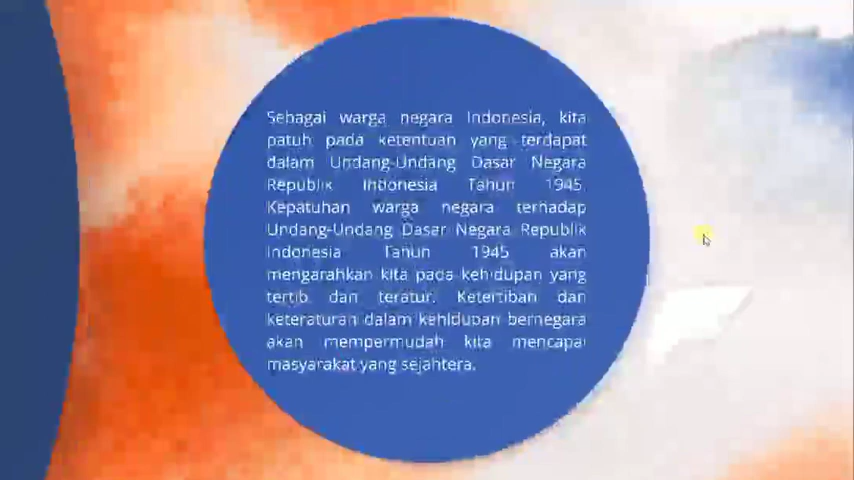 Sebagai warga negara Indonesia, kita
patuh pada ketentuan yang terdapat
dalam Undang-Undang Dasar Negara
Republik Indonesia Tahun 1945.
Kepatuhan warga negara terhadap
Undang-Undang Dasar Negara Republik
Indonesia Tahun 1945 akan
mengarahkan kita pada kehidupan yang
tertib dan teratur. Ketertiban dan
keteraturan dalam kehidupan bernegara
akan mempermudah kita mencapai
masyarakat yang sejahtera.